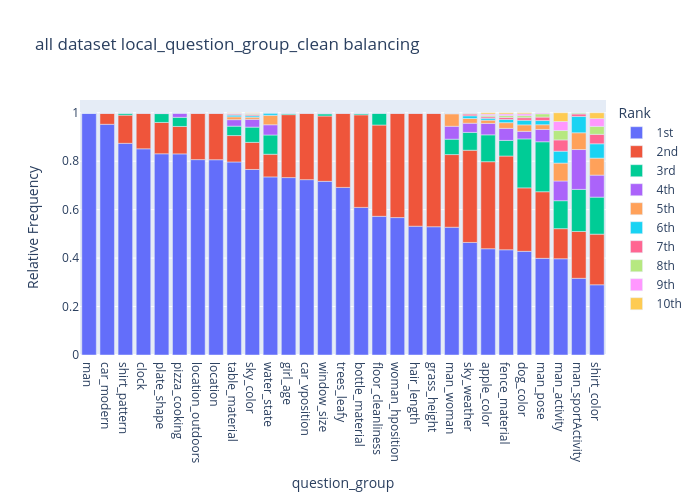 all dataset local_question_group_clean balancing
Rank
1st
2nd
3rd
4th
5th
6th
7th
8th
9th
10th
Relative Frequency
1
0.8
0.6
0.4
0.2
0
man
car_modern
shirt_pattern
clock
plate_shape
pizza_cooking
location_outdoors
location
table_material
sky_color
water_state
girl_age
car_vposition
window_size
trees_leafy
bottle_material
floor_cleanliness
woman_hposition
hair_length
grass_height
man_woman
sky_weather
apple_color
fence_material
dog_color
man_pose
man_activity
man_sportActivity
shirt_color
question_group